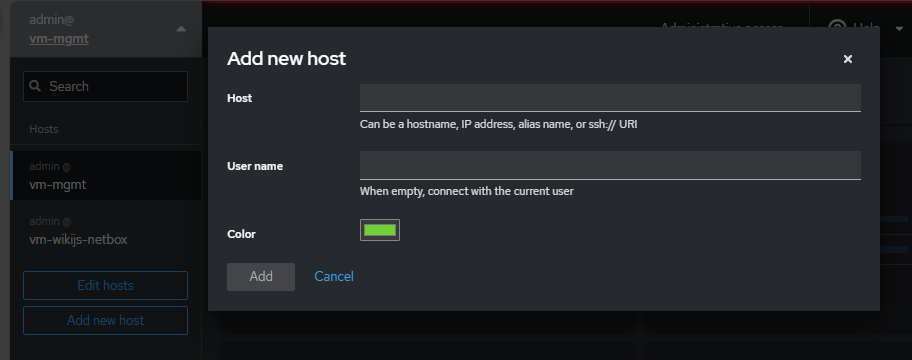 admin@
vm-mgmt
Administrative access
Help
Search
Hosts
admin @
vm-mgmt
admin @
vm-wikijs-netbox
Edit hosts
Add new host
Add new host
Host
Can be a hostname, IP address, alias name, or ssh:// URI
User name
When empty, connect with the current user
Color
Add
Cancel